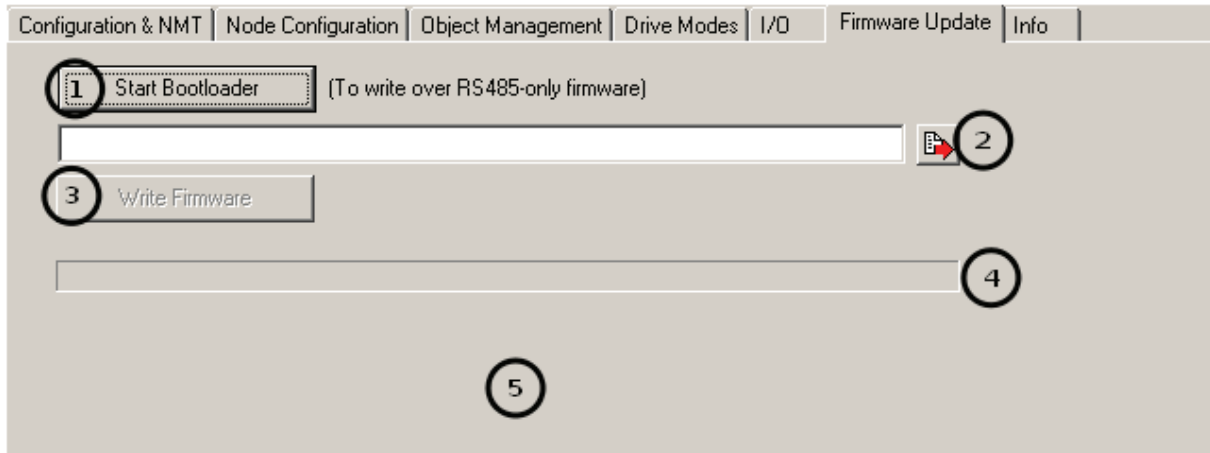 Configuration & NMT Node Configuration Object Management Drive Modes I/O Firmware Update Info
1 Start Bootloader (To write over RS485-only firmware)
2
3 Write Firmware
4
5